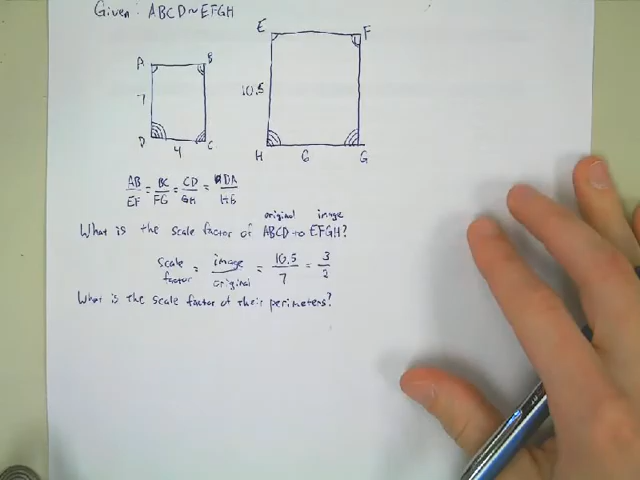 Given: ABCD~EFGH
E F
A B
7 10.5
D 4 C
H 6 G
AB/EF = BC/FG = CD/GH = DA/HE
original image
What is the scale factor of ABCD to EFGH?
scale factor = image/original = 10.5/7 = 3/2
What is the scale factor of their perimeters?